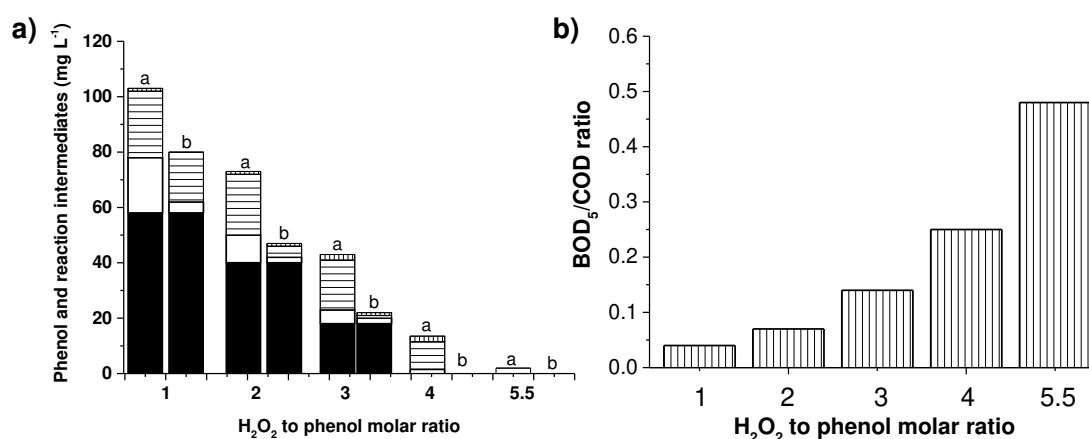 a)
Phenol and reaction intermediates (mg L⁻¹)
120
100
80
60
40
20
0
a
b
a
b
a
b
a
b
a
b
1
2
3
4
5.5
H₂O₂ to phenol molar ratio
b)
BOD₅/COD ratio
0.6
0.5
0.4
0.3
0.2
0.1
0.0
1
2
3
4
5.5
H₂O₂ to phenol molar ratio